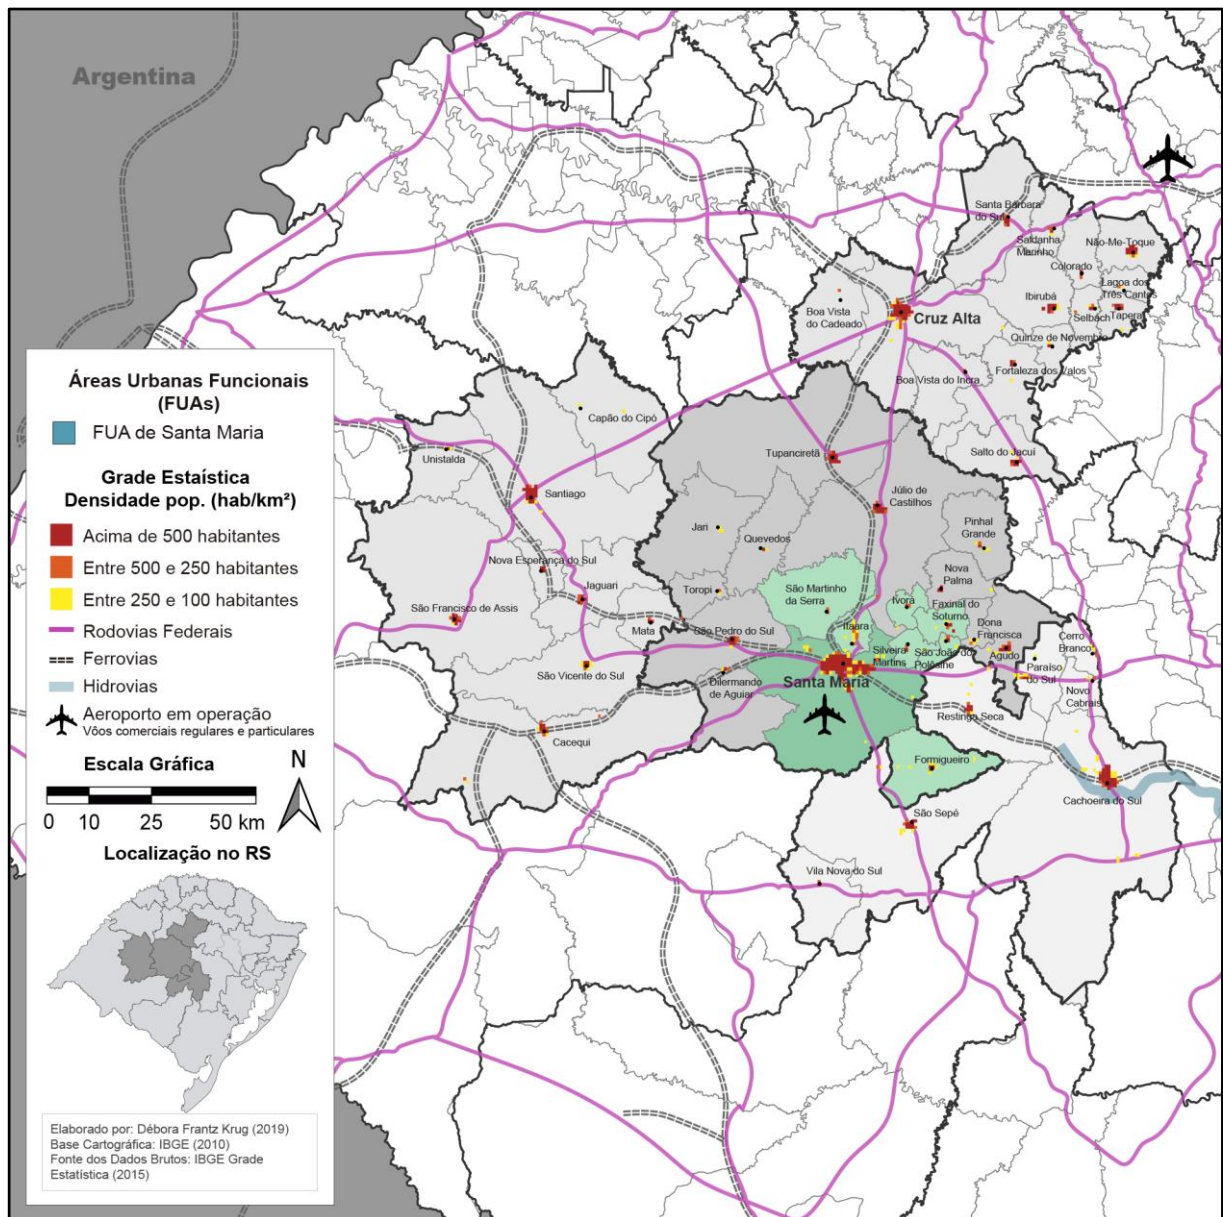 Argentina
Santa Bárbara
do Sul
Saldanha
Marinho
Não-Me-Toque
Colorado
Lagoa dos
Três Cantos
Ibirubá
Selbach
Tapera
Boa Vista
do Cadeado
Cruz Alta
Quinze de Novembro
Fortaleza dos Valos
Boa Vista do Incra
Capão do Cipó
Unistalda
Tupanciretã
Salto do Jacuí
Santiago
Júlio de
Castilhos
Jari
Quevedos
Pinhal
Grande
Nova Esperança do Sul
Nova
Palma
Jaguari
Toropi
São Martinho
da Serra
Ivorá
Faxinal do
Soturno
São Francisco de Assis
Mata
São Pedro do Sul
Itaara
Dona
Francisca
Silveira
Martins
São João do
Polêsine
Agudo
Cerro
Branco
Paraíso
do Sul
São Vicente do Sul
Dilermando
de Aguiar
Santa Maria
Novo
Cabrais
Restinga Seca
Cacequi
Formigueiro
Cachoeira do Sul
São Sepé
Vila Nova do Sul
Áreas Urbanas Funcionais
(FUAs)
FUA de Santa Maria
Grade Estaística
Densidade pop. (hab/km²)
Acima de 500 habitantes
Entre 500 e 250 habitantes
Entre 250 e 100 habitantes
Rodovias Federais
Ferrovias
Hidrovias
Aeroporto em operação
Vôos comerciais regulares e particulares
Escala Gráfica
N
0 10 25 50 km
Localização no RS
Elaborado por: Débora Frantz Krug (2019)
Base Cartográfica: IBGE (2010)
Fonte dos Dados Brutos: IBGE Grade
Estatística (2015)